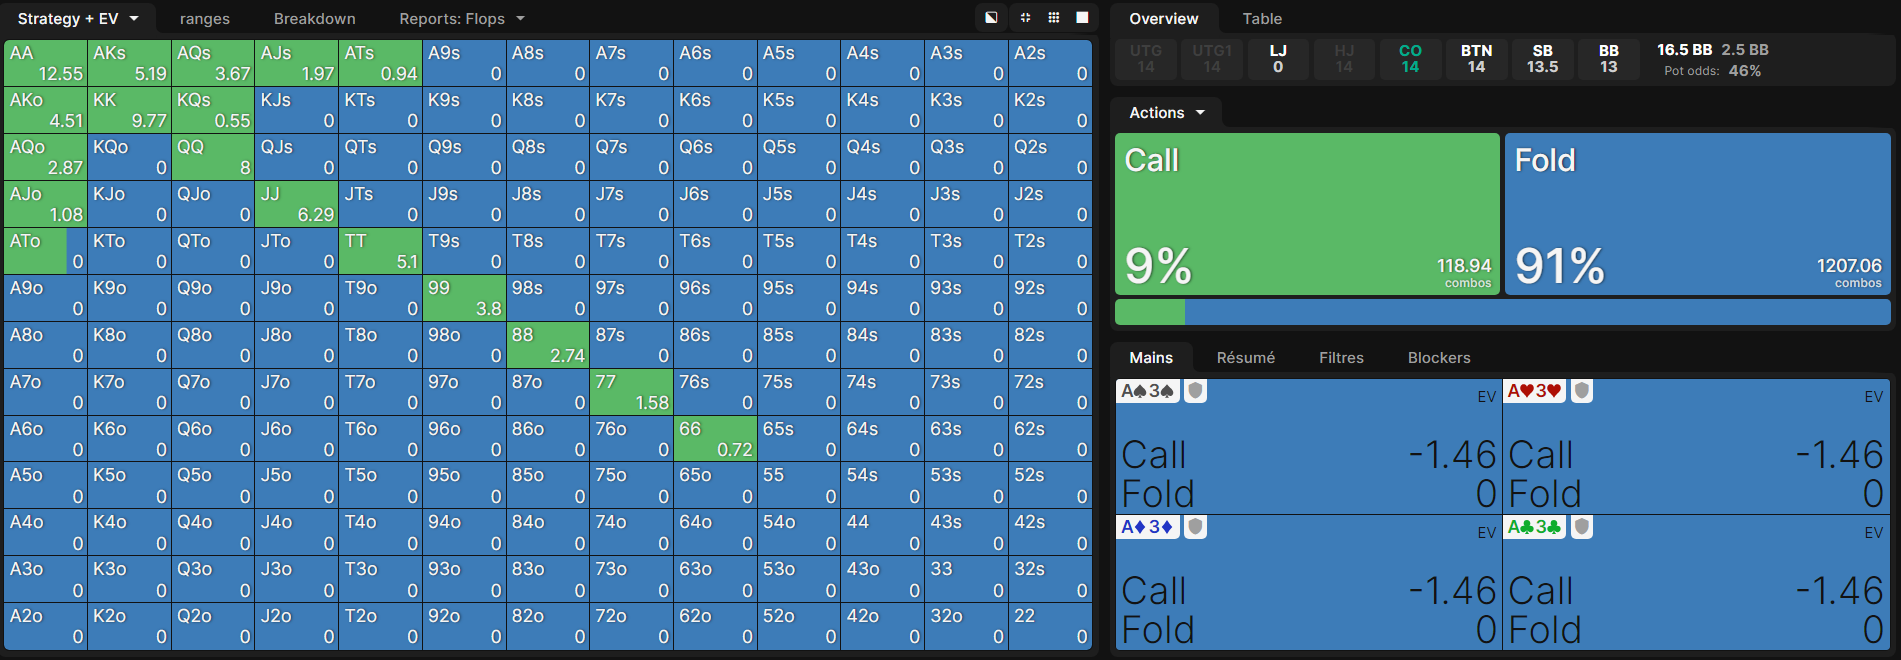 Strategy + EV ranges Breakdown Reports: Flops
AA AKs AQs AJs ATs A9s A8s A7s A6s A5s A4s A3s A2s
12.55 5.19 3.67 1.97 0.94 0 0 0 0 0 0 0 0
AKo KK KQs KJs KTs K9s K8s K7s K6s K5s K4s K3s K2s
4.51 9.77 0.55 0 0 0 0 0 0 0 0 0 0
AQo KQo QQ QJs QTs Q9s Q8s Q7s Q6s Q5s Q4s Q3s Q2s
2.87 0 8 0 0 0 0 0 0 0 0 0 0
AJo KJo QJo JJ JTs J9s J8s J7s J6s J5s J4s J3s J2s
1.08 0 0 6.29 0 0 0 0 0 0 0 0 0
ATo KTo QTo JTo TT T9s T8s T7s T6s T5s T4s T3s T2s
0 0 0 0 5.1 0 0 0 0 0 0 0 0
A9o K9o Q9o J9o T9o 99 98s 97s 96s 95s 94s 93s 92s
0 0 0 0 0 3.8 0 0 0 0 0 0 0
A8o K8o Q8o J8o T8o 98o 88 87s 86s 85s 84s 83s 82s
0 0 0 0 0 0 2.74 0 0 0 0 0 0
A7o K7o Q7o J7o T7o 97o 87o 77 76s 75s 74s 73s 72s
0 0 0 0 0 0 0 1.58 0 0 0 0 0
A6o K6o Q6o J6o T6o 96o 86o 76o 66 65s 64s 63s 62s
0 0 0 0 0 0 0 0 0.72 0 0 0 0
A5o K5o Q5o J5o T5o 95o 85o 75o 65o 55 54s 53s 52s
0 0 0 0 0 0 0 0 0 0 0 0 0
A4o K4o Q4o J4o T4o 94o 84o 74o 64o 54o 44 43s 42s
0 0 0 0 0 0 0 0 0 0 0 0 0
A3o K3o Q3o J3o T3o 93o 83o 73o 63o 53o 43o 33 32s
0 0 0 0 0 0 0 0 0 0 0 0 0
A2o K2o Q2o J2o T2o 92o 82o 72o 62o 52o 42o 32o 22
0 0 0 0 0 0 0 0 0 0 0 0 0
Overview Table
UTG UTG1 LJ HJ CO BTN SB BB
14 14 0 14 14 14 13.5 13
16.5 BB 2.5 BB
Pot odds: 46%
Actions
Call
9%
118.94
combos
Fold
91%
1207.06
combos
Mains Résumé Filtres Blockers
A♠3♠ EV
Call -1.46
Fold 0
A♥3♥ EV
Call -1.46
Fold 0
A♦3♦ EV
Call -1.46
Fold 0
A♣3♣ EV
Call -1.46
Fold 0